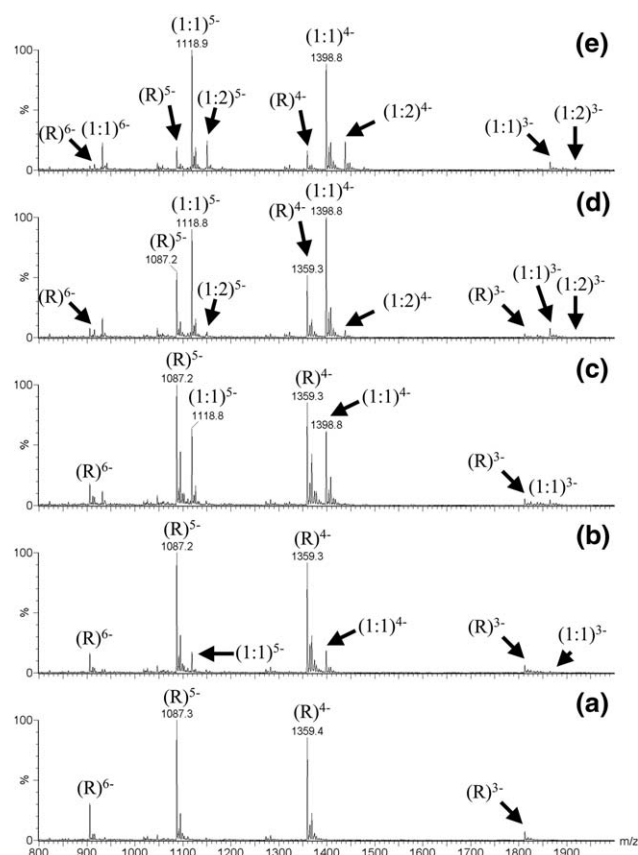 (1:1)5-
1118.9
(1:1)4-
1398.8
(e)
100
(R)5-
(1:2)5-
(R)4-
(1:2)4-
%
(R)6-
(1:1)6-
(1:1)3-
(1:2)3-
0
(1:1)5-
1118.8
(R)4-
(1:1)4-
1398.8
(d)
100
(R)5-
1087.2
1359.3
%
(R)6-
(1:2)5-
(1:2)4-
(R)3-
(1:1)3-
(1:2)3-
0
(R)5-
1087.2
(R)4-
1359.3
(c)
100
(1:1)5-
1118.8
1398.8
(1:1)4-
%
(R)6-
(R)3-
(1:1)3-
0
(R)5-
1087.2
(R)4-
1359.3
(b)
100
%
(R)6-
(1:1)5-
(1:1)4-
(R)3-
(1:1)3-
0
(R)5-
1087.3
(R)4-
1359.4
(a)
100
%
(R)6-
(R)3-
0
m/z
800 900 1000 1100 1200 1300 1400 1500 1600 1700 1800 1900